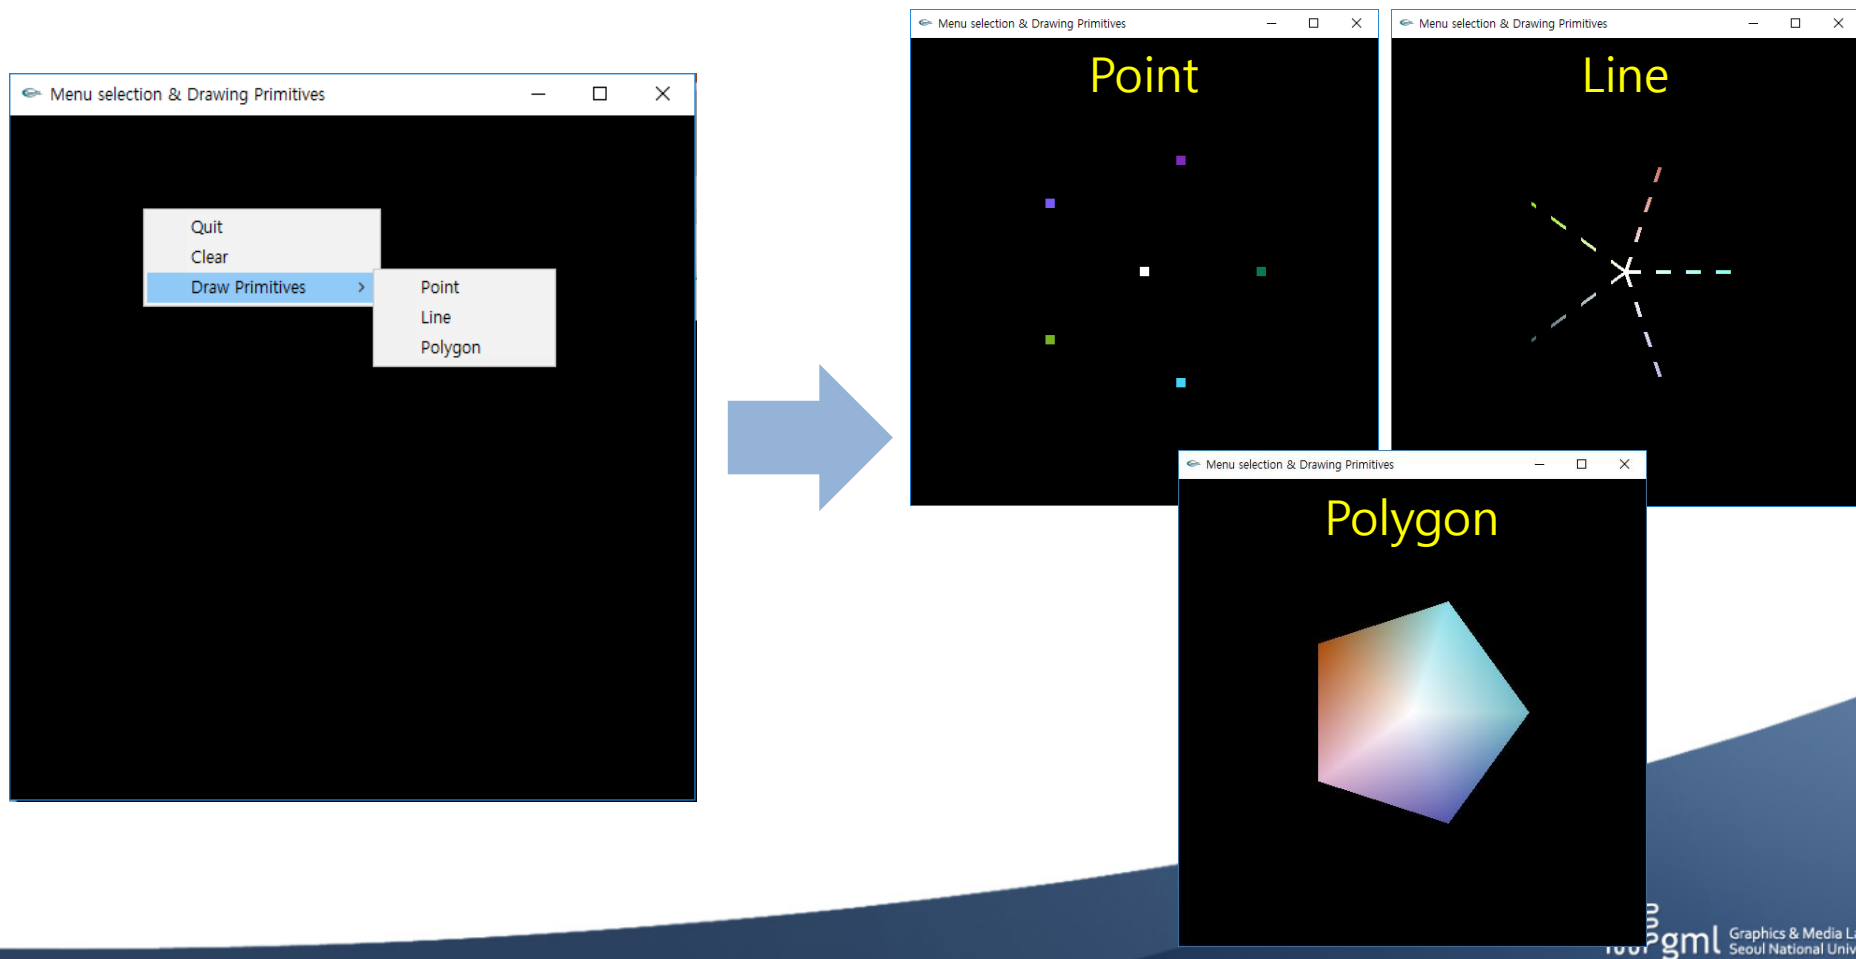 Menu selection & Drawing Primitives
Quit
Clear
Draw Primitives
Point
Line
Polygon
Menu selection & Drawing Primitives
Point
Menu selection & Drawing Primitives
Line
Menu selection & Drawing Primitives
Polygon
gml
Graphics & Media La
Seoul National Univ